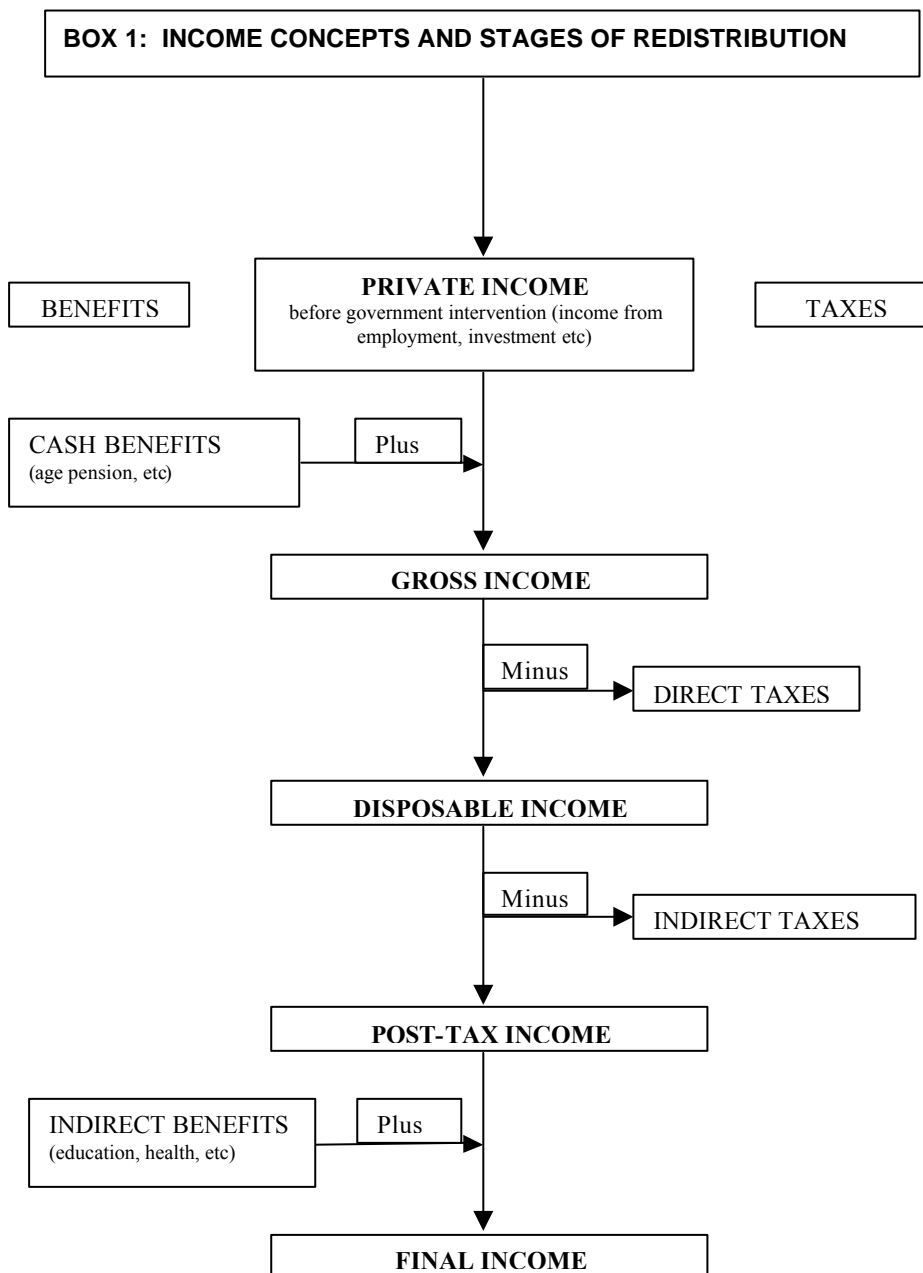 BOX 1: INCOME CONCEPTS AND STAGES OF REDISTRIBUTION
PRIVATE INCOME
before government intervention (income from
employment, investment etc)
BENEFITS
TAXES
CASH BENEFITS
(age pension, etc)
Plus
GROSS INCOME
Minus
DIRECT TAXES
DISPOSABLE INCOME
Minus
INDIRECT TAXES
POST-TAX INCOME
INDIRECT BENEFITS
(education, health, etc)
Plus
FINAL INCOME